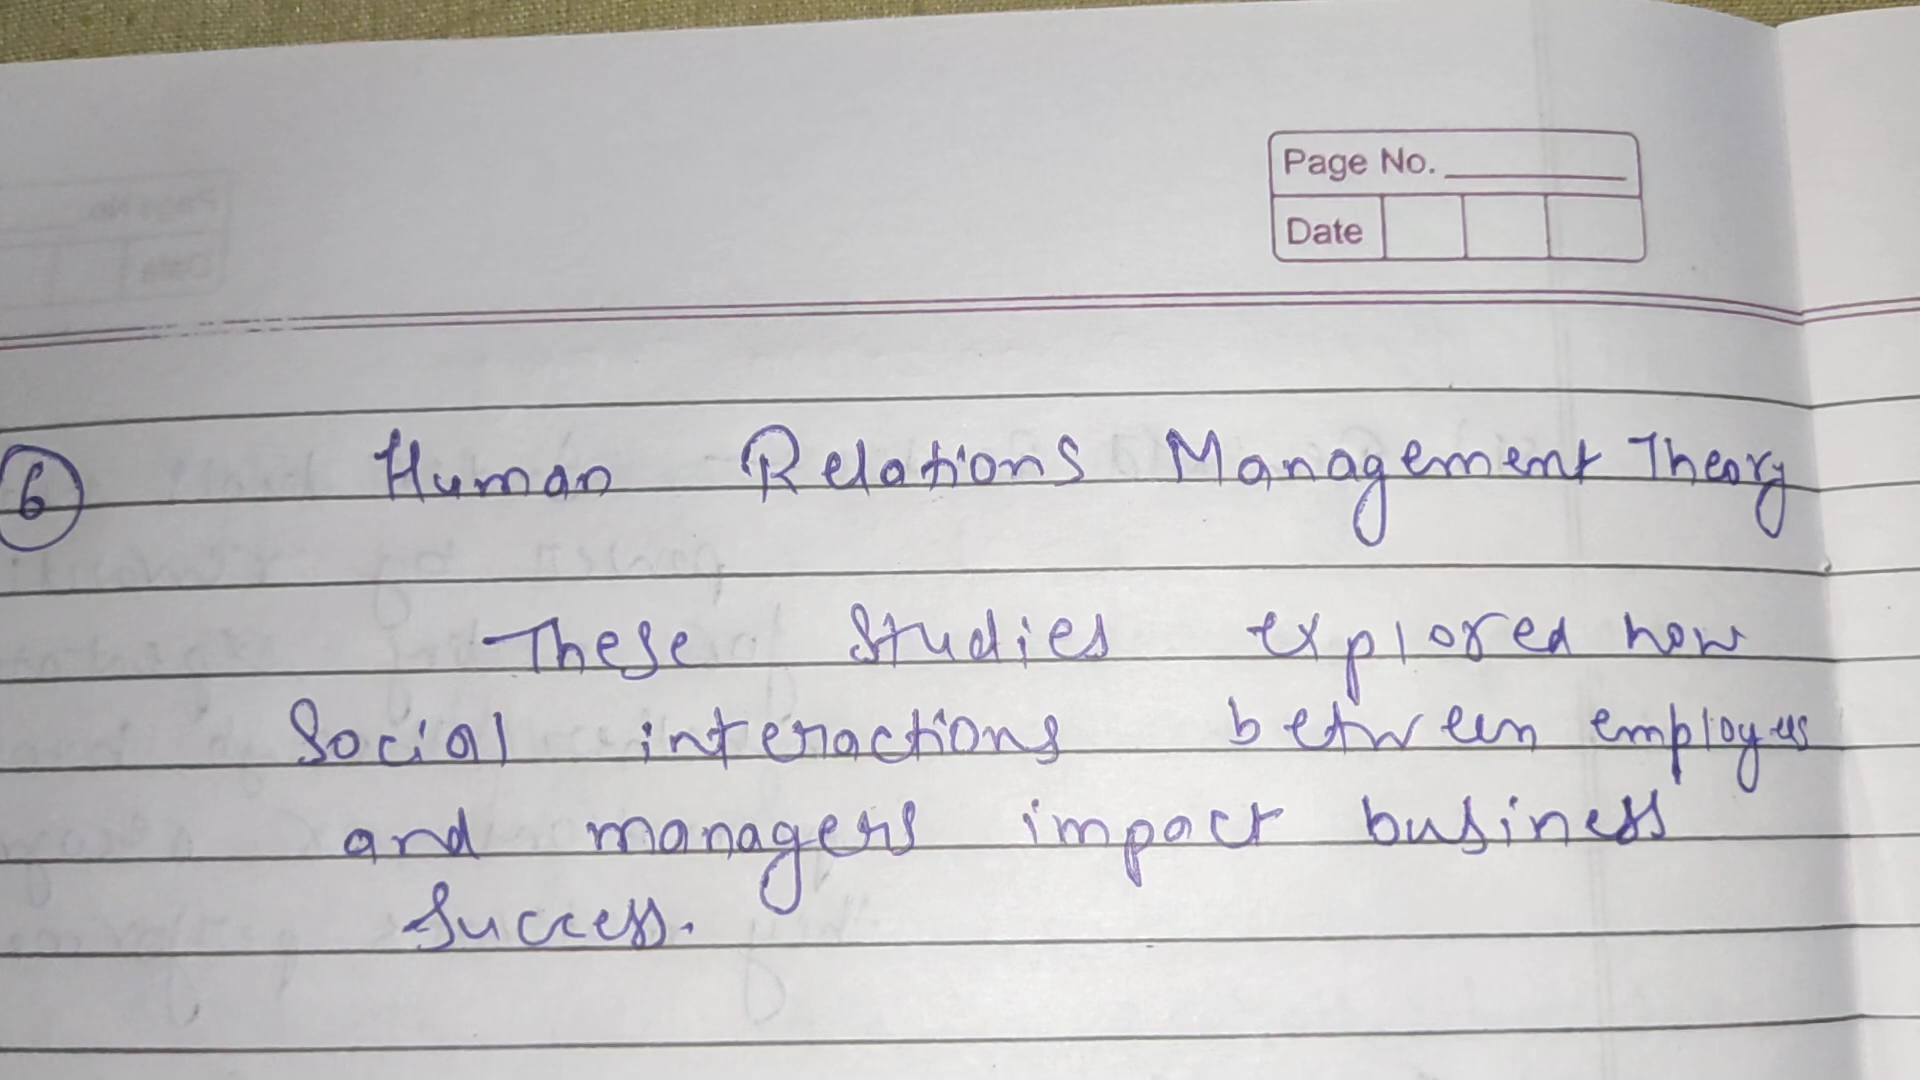 Page No.
Date
6 Human Relations Management Theory
These studies explored how
Social interactions between employees
and managers impact business
success.